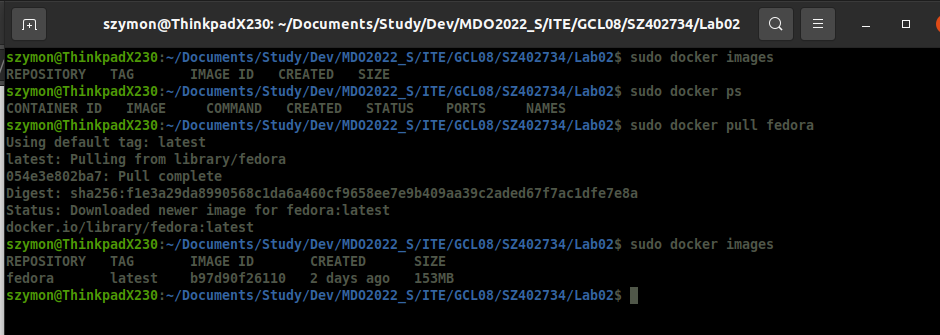 szymon@ThinkpadX230: ~/Documents/Study/Dev/MDO2022_S/ITE/GCL08/SZ402734/Lab02
szymon@ThinkpadX230:~/Documents/Study/Dev/MDO2022_S/ITE/GCL08/SZ402734/Lab02$ sudo docker images
REPOSITORY   TAG       IMAGE ID   CREATED   SIZE
szymon@ThinkpadX230:~/Documents/Study/Dev/MDO2022_S/ITE/GCL08/SZ402734/Lab02$ sudo docker ps
CONTAINER ID   IMAGE     COMMAND   CREATED   STATUS    PORTS     NAMES
szymon@ThinkpadX230:~/Documents/Study/Dev/MDO2022_S/ITE/GCL08/SZ402734/Lab02$ sudo docker pull fedora
Using default tag: latest
latest: Pulling from library/fedora
054e3e802ba7: Pull complete
Digest: sha256:f1e3a29da8990568c1da6a460cf9658ee7e9b409aa39c2aded67f7ac1dfe7e8a
Status: Downloaded newer image for fedora:latest
docker.io/library/fedora:latest
szymon@ThinkpadX230:~/Documents/Study/Dev/MDO2022_S/ITE/GCL08/SZ402734/Lab02$ sudo docker images
REPOSITORY   TAG       IMAGE ID       CREATED      SIZE
fedora       latest    b97d90f26110   2 days ago   153MB
szymon@ThinkpadX230:~/Documents/Study/Dev/MDO2022_S/ITE/GCL08/SZ402734/Lab02$